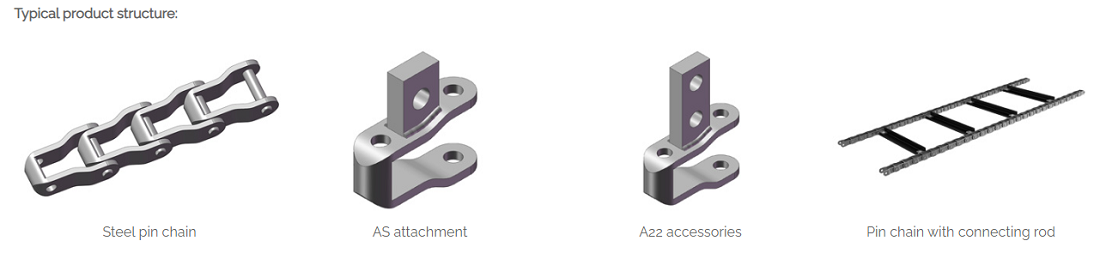 Typical product structure:
Steel pin chain
AS attachment
A22 accessories
Pin chain with connecting rod